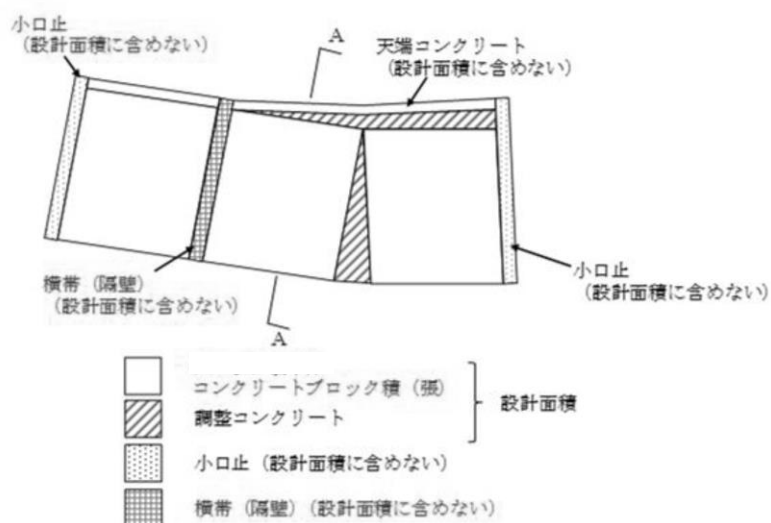 小口止
(設計面積に含めない)
A
天端コンクリート
(設計面積に含めない)
横帯 (隔壁)
(設計面積に含めない)
小口止
(設計面積に含めない)
A
コンクリートブロック積 (張)
調整コンクリート
設計面積
小口止 (設計面積に含めない)
横帯 (隔壁) (設計面積に含めない)